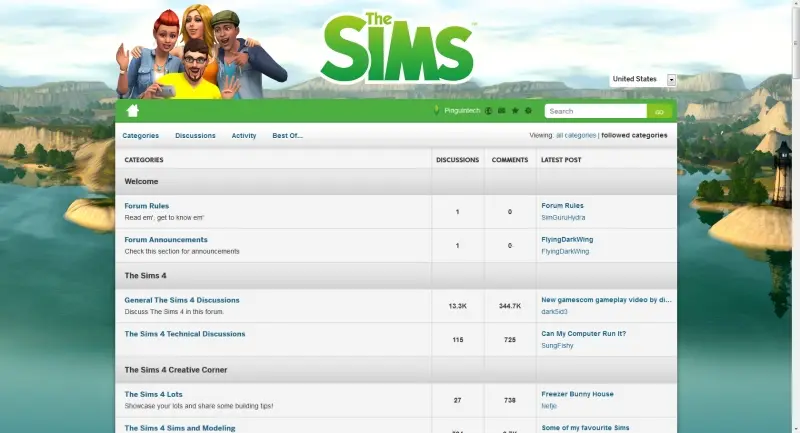 The
SIMS
United States
Pinguintech
Search
GO
Categories Discussions Activity Best Of...
Viewing: all categories | followed categories
CATEGORIES DISCUSSIONS COMMENTS LATEST POST
Welcome
Forum Rules 1 0 Forum Rules
Read em', get to know em' SimGuruHydra
Forum Announcements 1 0 FlyingDarkWing
Check this section for announcements FlyingDarkWing
The Sims 4
General The Sims 4 Discussions 13.3K 344.7K New gamescom gameplay video by di...
Discuss The Sims 4 in this forum. darkSid3
The Sims 4 Technical Discussions 115 725 Can My Computer Run It?
SungFishy
The Sims 4 Creative Corner
The Sims 4 Lots 27 738 Freezer Bunny House
Showcase your lots and share some building tips!
The Sims 4 Sims and Modeling Some of my favourite Sims